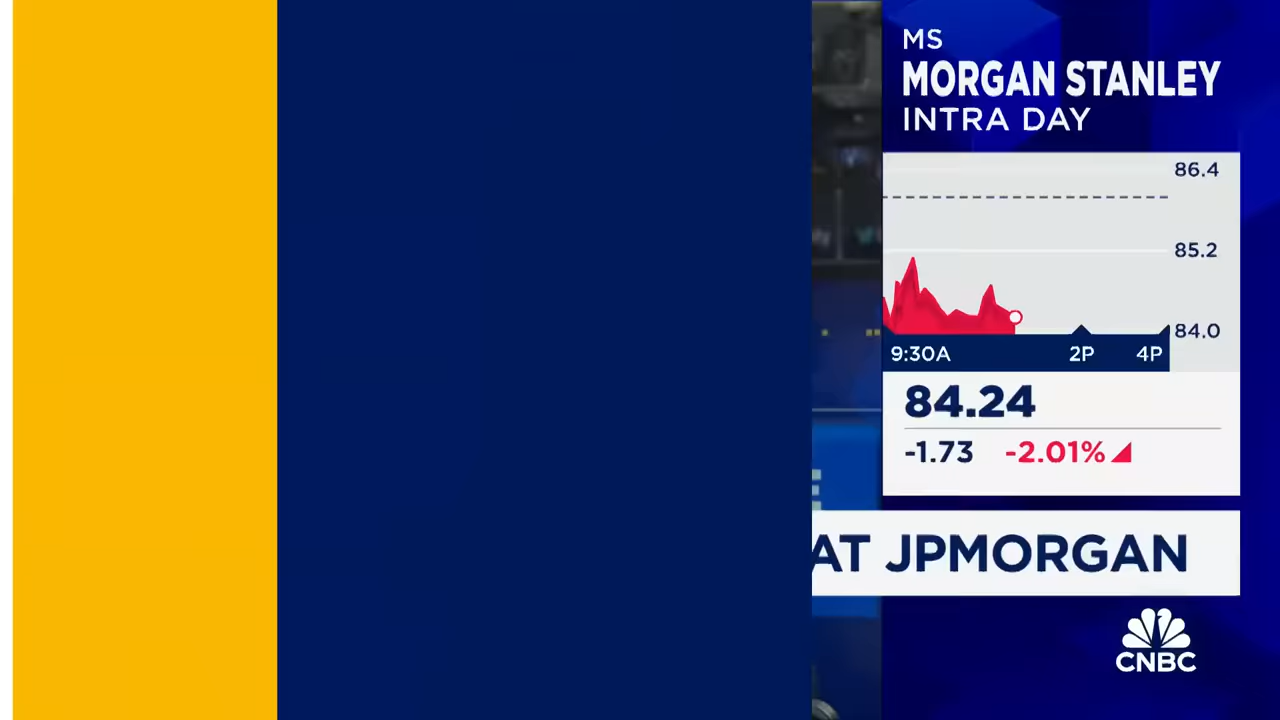 MS
MORGAN STANLEY
INTRA DAY
86.4
85.2
84.0
9:30A 2P 4P
84.24
-1.73 -2.01%
AT JPMORGAN
CNBC